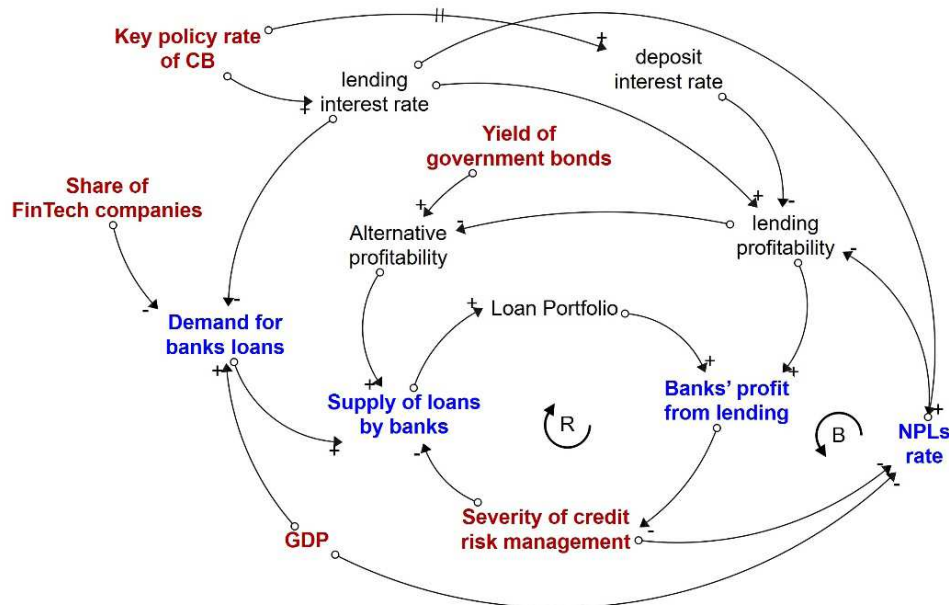 Key policy rate
of CB
lending
interest rate
deposit
interest rate
Yield of
government bonds
Share of
FinTech companies
Alternative
profitability
lending
profitability
Loan Portfolio
Demand for
banks loans
Supply of loans
by banks
Banks' profit
from lending
R
B
NPLs
rate
Severity of credit
risk management
GDP
+
+
+
-
+
-
-
-
-
+
+
+
+
+
+
+
-
-
-
-